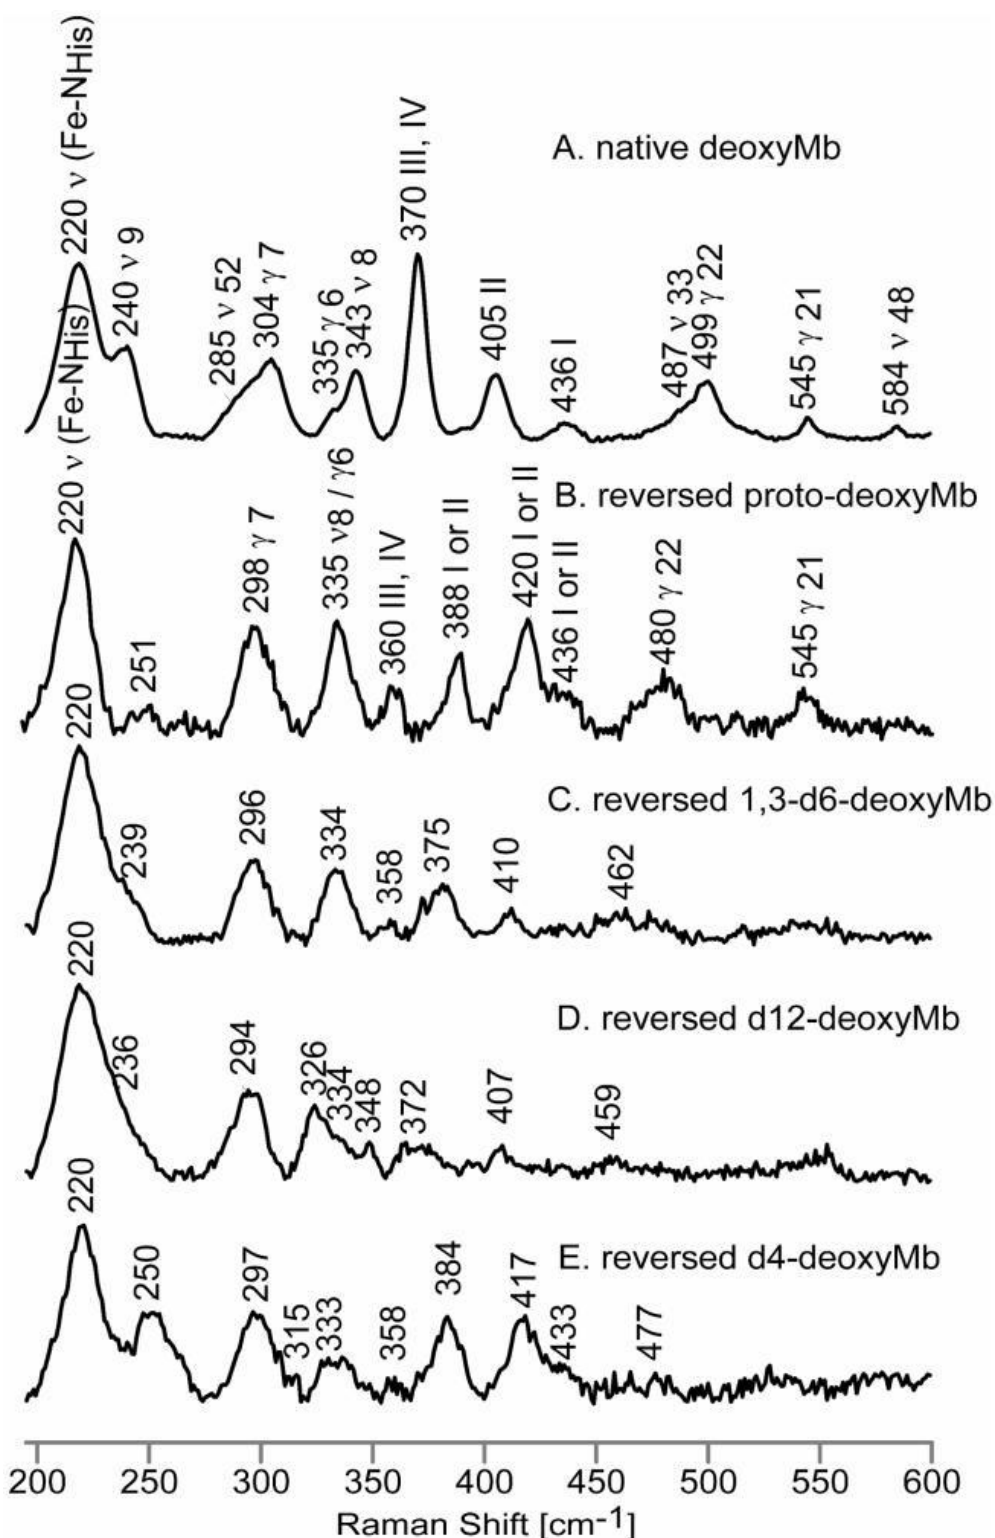 220 ν (Fe-NHis)
240 ν 9
285 ν 52
304 γ 7
335 γ 6
343 ν 8
370 III, IV
405 II
436 I
487 ν 33
499 γ 22
545 γ 21
584 ν 48
A. native deoxyMb
220 ν (Fe-NHis)
251
298 γ 7
335 ν8 / γ6
360 III, IV
388 I or II
420 I or II
436 I or II
480 γ 22
545 γ 21
B. reversed proto-deoxyMb
220
239
296
334
358
375
410
462
C. reversed 1,3-d6-deoxyMb
220
236
294
326
334
348
372
407
459
D. reversed d12-deoxyMb
220
250
297
315
333
358
384
417
433
477
E. reversed d4-deoxyMb
200 250 300 350 400 450 500 550 600
Raman Shift [cm-1]